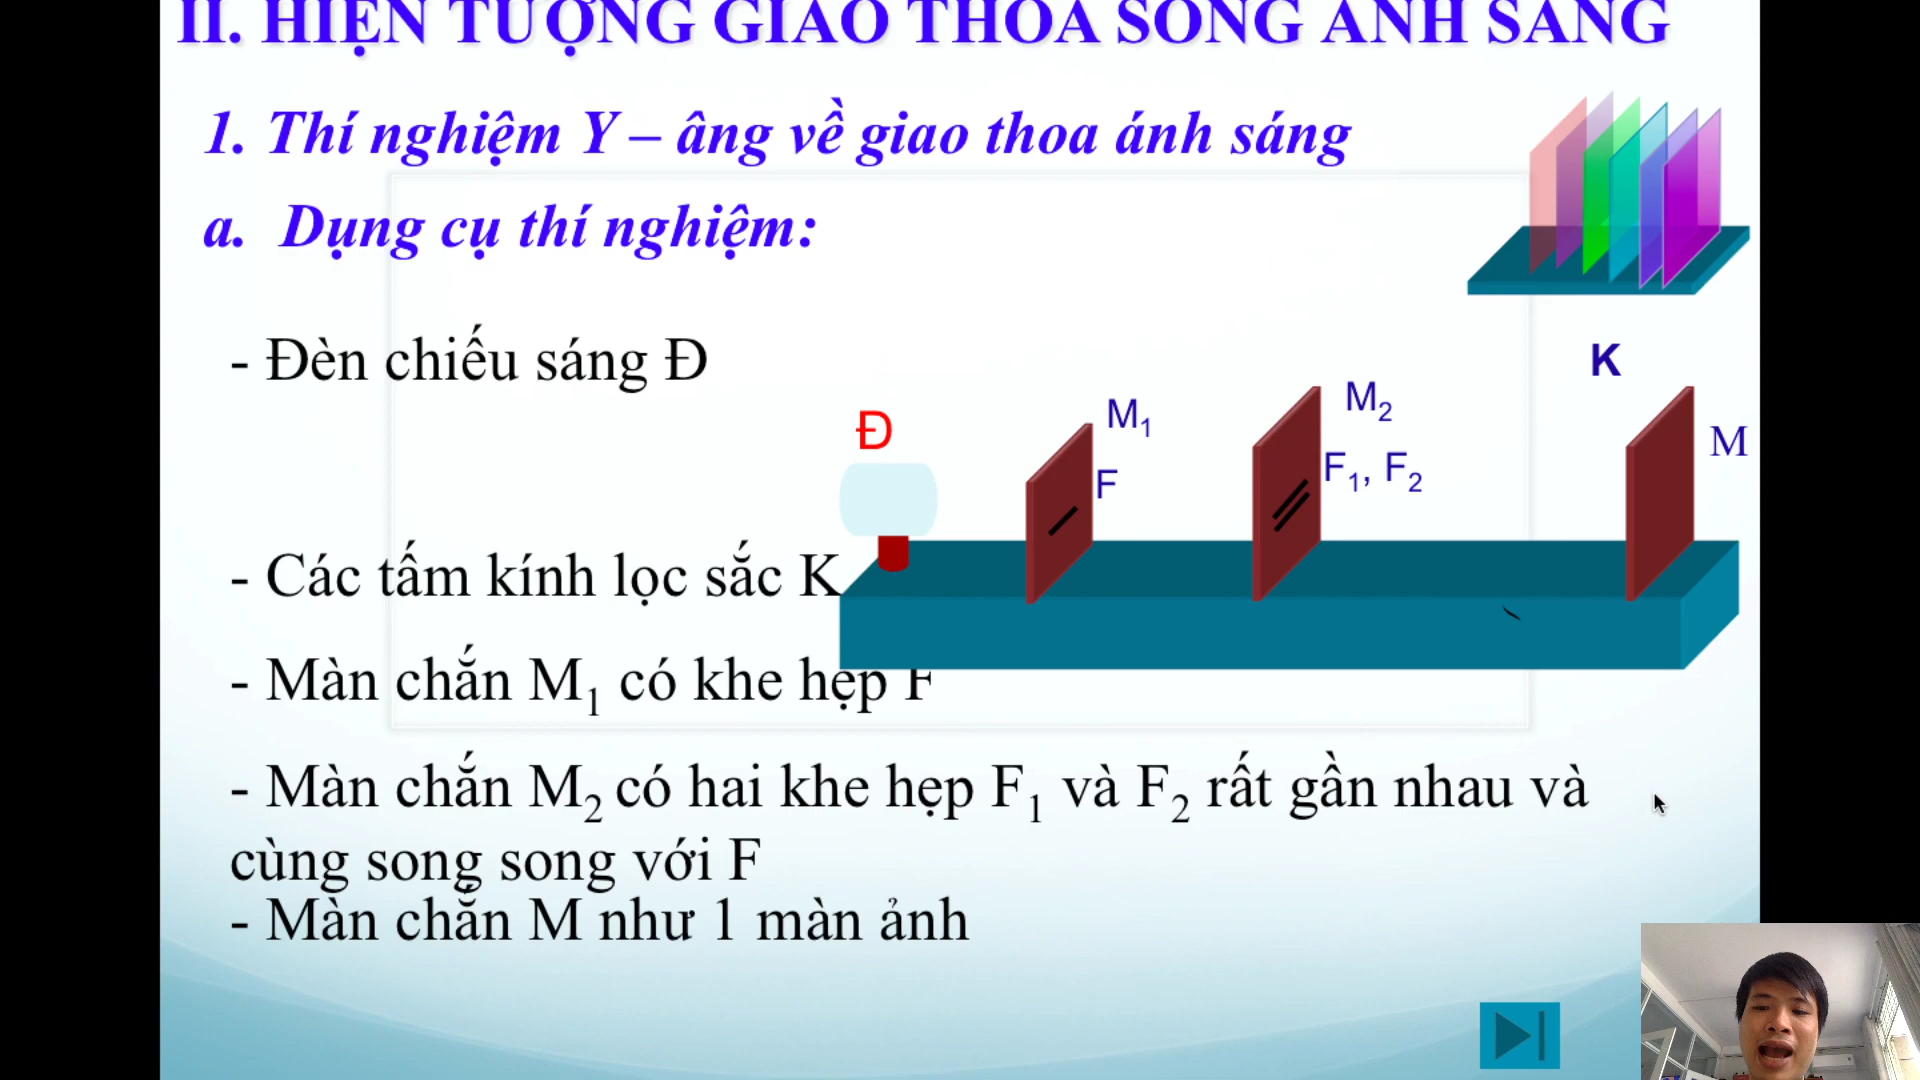 II. HIỆN TƯỢNG GIAO THOA SÓNG ÁNH SÁNG
1. Thí nghiệm Y – âng về giao thoa ánh sáng
a. Dụng cụ thí nghiệm:
- Đèn chiếu sáng Đ
K
Đ
M1
F
M2
F1, F2
M
- Các tấm kính lọc sắc K
- Màn chắn M1 có khe hẹp F
- Màn chắn M2 có hai khe hẹp F1 và F2 rất gần nhau và
cùng song song với F
- Màn chắn M như 1 màn ảnh